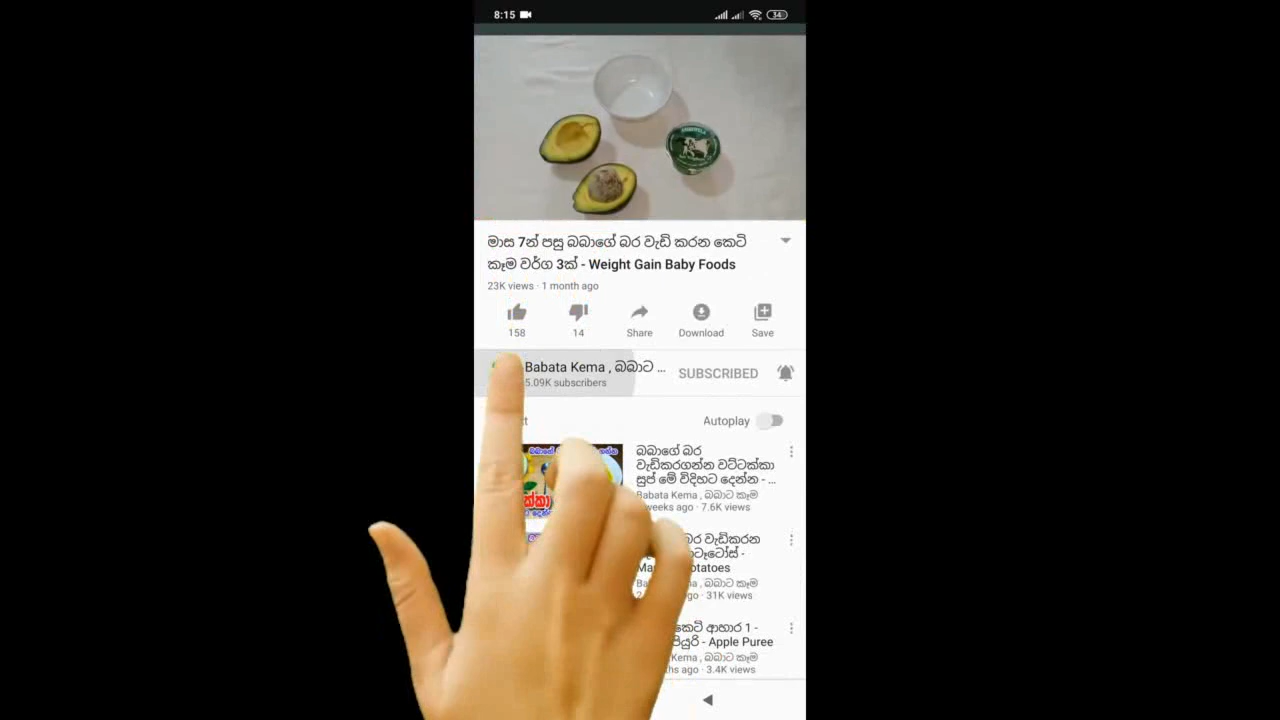 8:15
34
මාස 7න් පසු බබාගේ බර වැඩි කරන කෙටි
කෑම වර්ග 3ක් - Weight Gain Baby Foods
23K views · 1 month ago
158
14
Share
Download
Save
Babata Kema , බබාට ...
5.09K subscribers
SUBSCRIBED
Autoplay
බබාගේ බර
වැඩිකරගන්න වට්ටක්කා
සුප් මේ විදිහට දෙන්න - ...
Babata Kema , බබාට කෑම
weeks ago · 7.6K views
බර වැඩිකරන
Kema , බබාට කෑම
31K views
කෙටි ආහාර 1 -
පියුරි - Apple Puree
Kema , බබාට කෑම
ago · 3.4K views